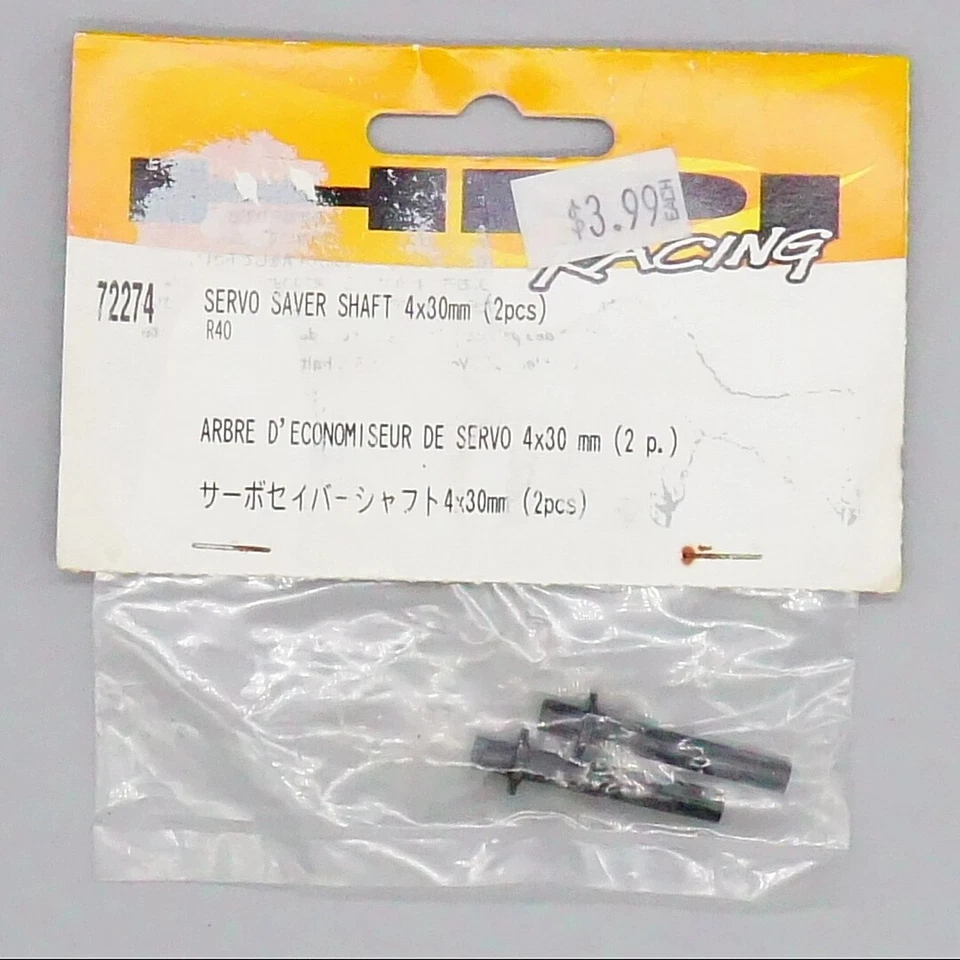 HPI
$3.99 EACH
RACING
72274 SERVO SAVER SHAFT 4x30mm (2pcs)
R40
ARBRE D'ECONOMISEUR DE SERVO 4x30 mm (2 p.)
サーボセイバーシャフト4x30mm (2pcs)